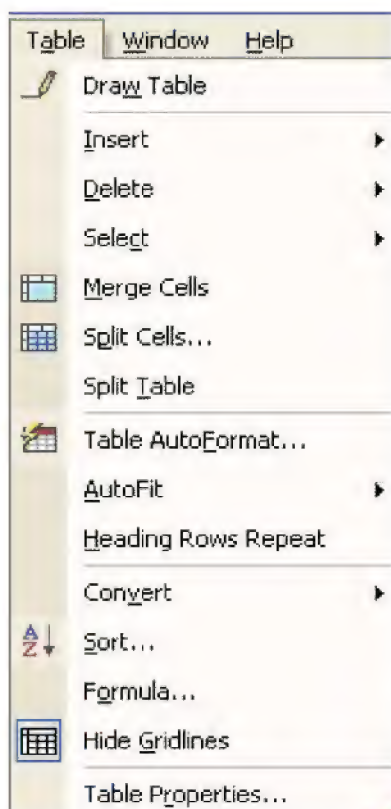 Table Window Help
Draw Table
Insert
Delete
Select
Merge Cells
Split Cells...
Split Table
Table AutoFormat...
AutoFit
Heading Rows Repeat
Convert
Sort...
Formula...
Hide Gridlines
Table Properties...